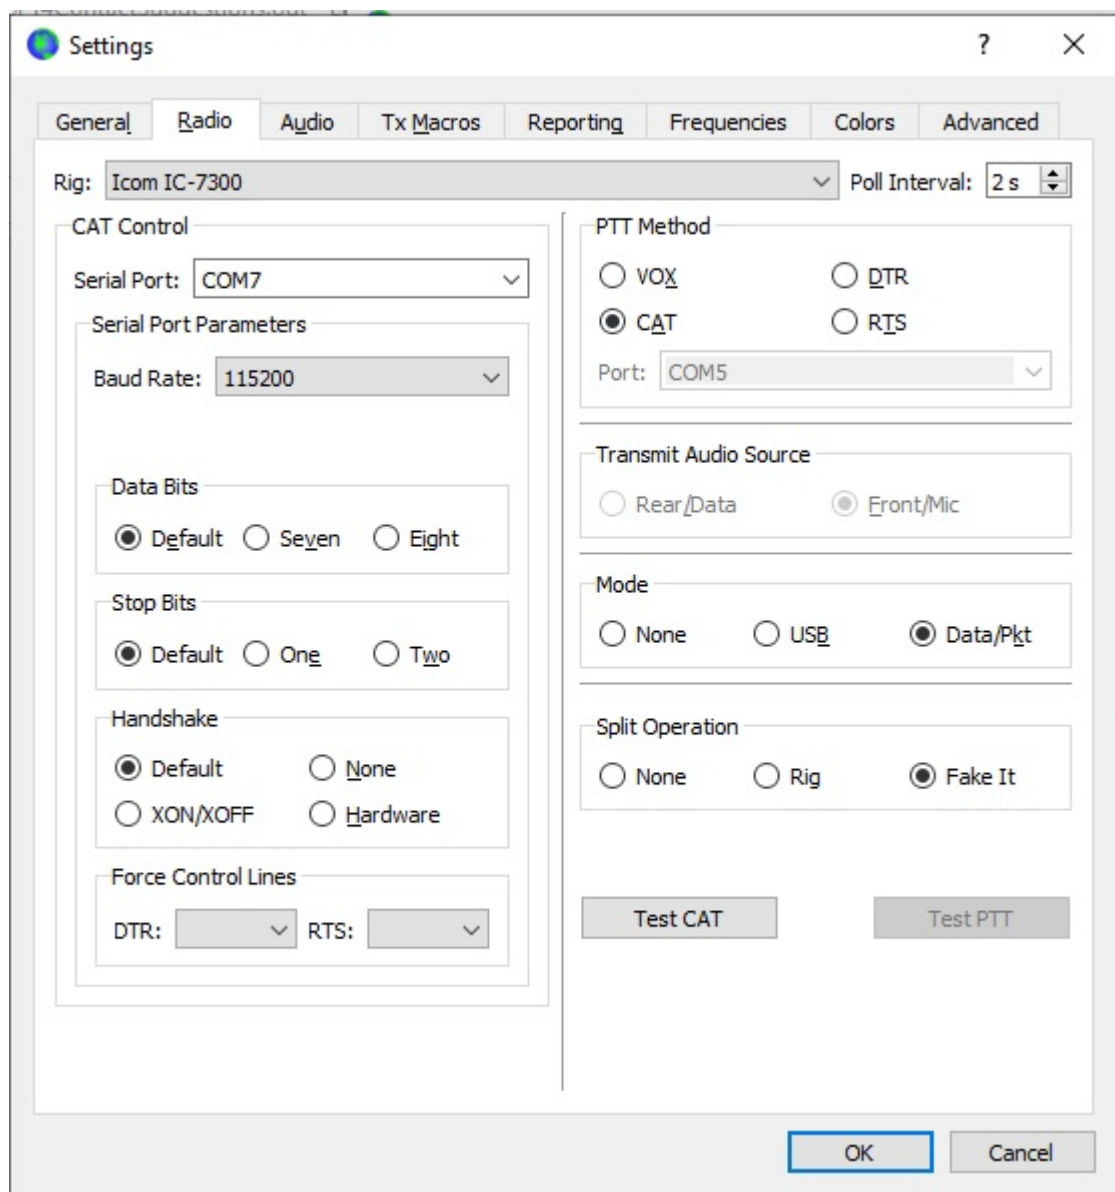 Settings
?
General Radio Audio Tx Macros Reporting Frequencies Colors Advanced
Rig: Icom IC-7300 Poll Interval: 2 s
CAT Control
Serial Port: COM7
Serial Port Parameters
Baud Rate: 115200
Data Bits
Default Seven Eight
Stop Bits
Default One Two
Handshake
Default None
XON/XOFF Hardware
Force Control Lines
DTR: RTS:
PTT Method
VOX DTR
CAT RTS
Port: COM5
Transmit Audio Source
Rear/Data Front/Mic
Mode
None USB Data/Pkt
Split Operation
None Rig Fake It
Test CAT Test PTT
OK Cancel